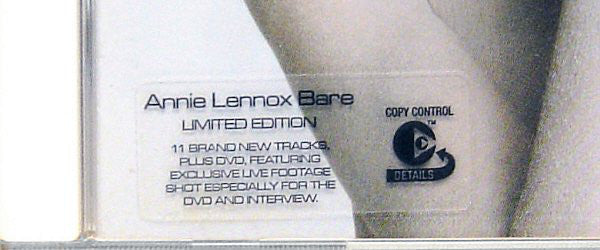 Annie Lennox Bare
LIMITED EDITION
11 BRAND NEW TRACKS,
PLUS DVD, FEATURING
EXCLUSIVE LIVE FOOTAGE
SHOT ESPECIALLY FOR THE
DVD AND INTERVIEW.
COPY CONTROL
TM
DETAILS